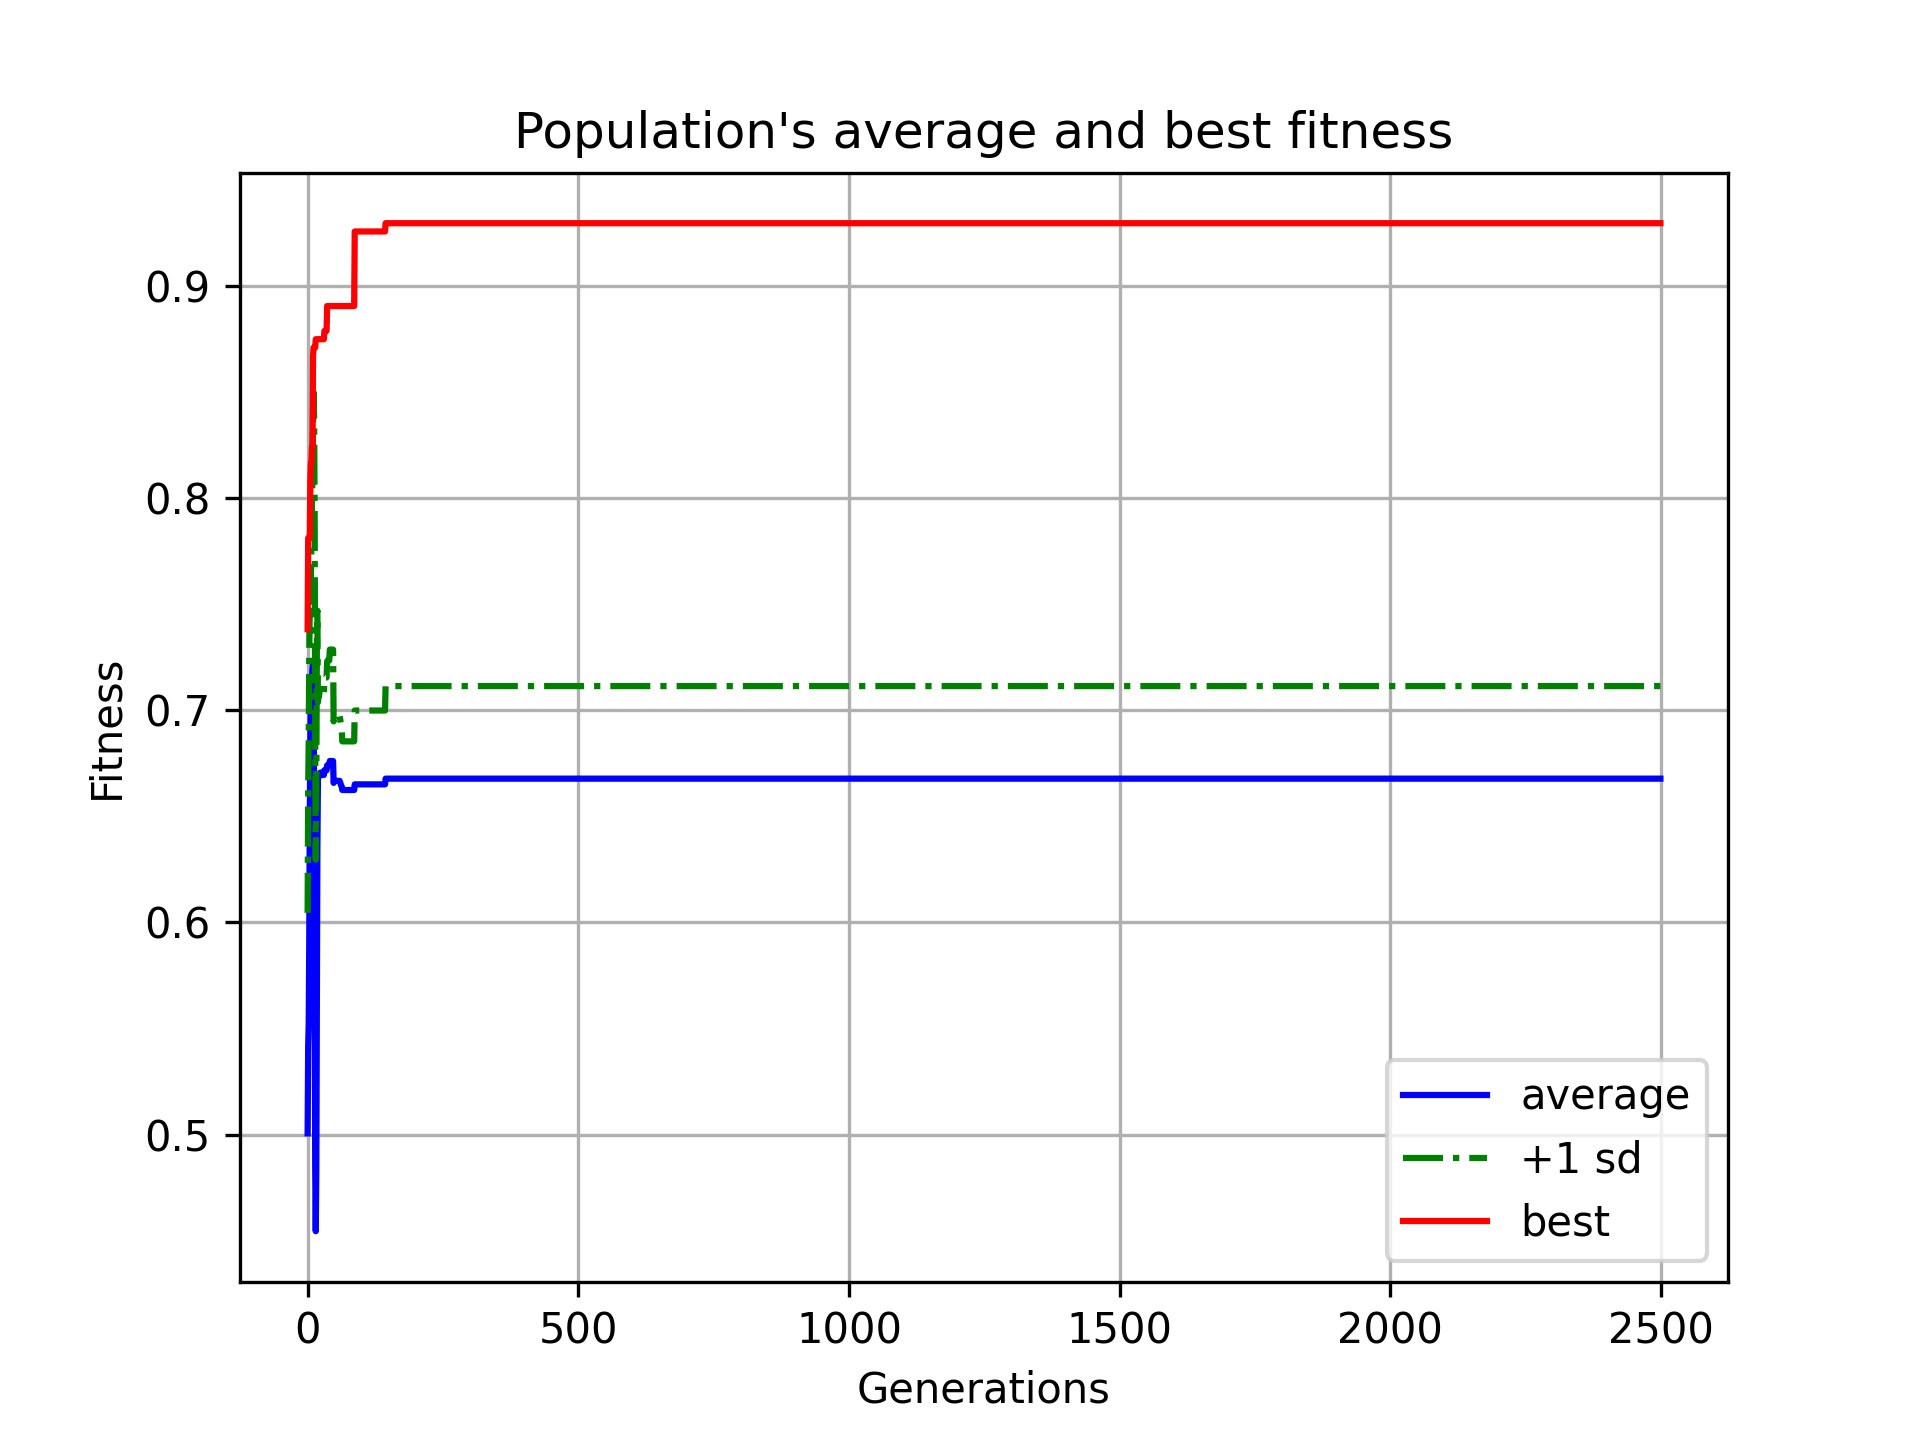 Population's average and best fitness
Fitness
0.9
0.8
0.7
0.6
0.5
0 500 1000 1500 2000 2500
Generations
average
+1 sd
best